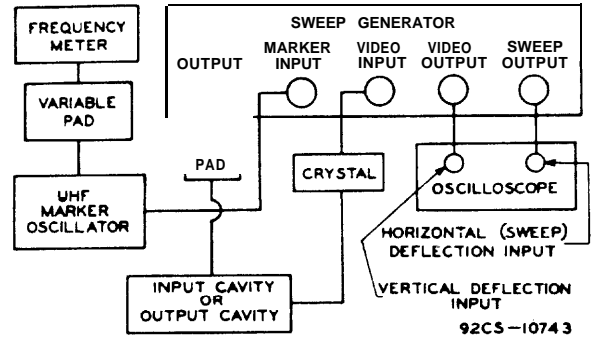 FREQUENCY
METER
VARIABLE
PAD
UHF
MARKER
OSCILLATOR
SWEEP GENERATOR
OUTPUT
MARKER
INPUT
VIDEO
INPUT
VIDEO
OUTPUT
SWEEP
OUTPUT
PAD
CRYSTAL
OSCILLOSCOPE
HORIZONTAL (SWEEP)
DEFLECTION INPUT
INPUT CAVITY
OR
OUTPUT CAVITY
VERTICAL DEFLECTION
INPUT
92CS-10743